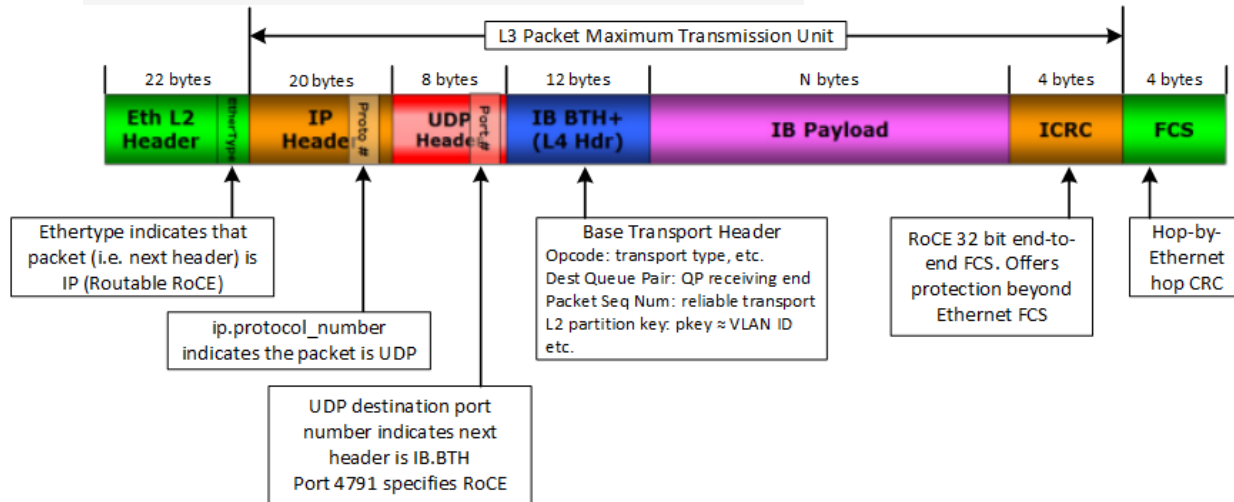 L3 Packet Maximum Transmission Unit
22 bytes
20 bytes
8 bytes
12 bytes
N bytes
4 bytes
4 bytes
Eth L2
Header
EtherType
IP
Heade
Proto #
UDP
Heade
Port #
IB BTH+
(L4 Hdr)
IB Payload
ICRC
FCS
Ethertype indicates that
packet (i.e. next header) is
IP (Routable RoCE)
ip.protocol_number
indicates the packet is UDP
UDP destination port
number indicates next
header is IB.BTH
Port 4791 specifies RoCE
Base Transport Header
Opcode: transport type, etc.
Dest Queue Pair: QP receiving end
Packet Seq Num: reliable transport
L2 partition key: pkey ≈ VLAN ID
etc.
RoCE 32 bit end-to-
end FCS. Offers
protection beyond
Ethernet FCS
Hop-by-
Ethernet
hop CRC